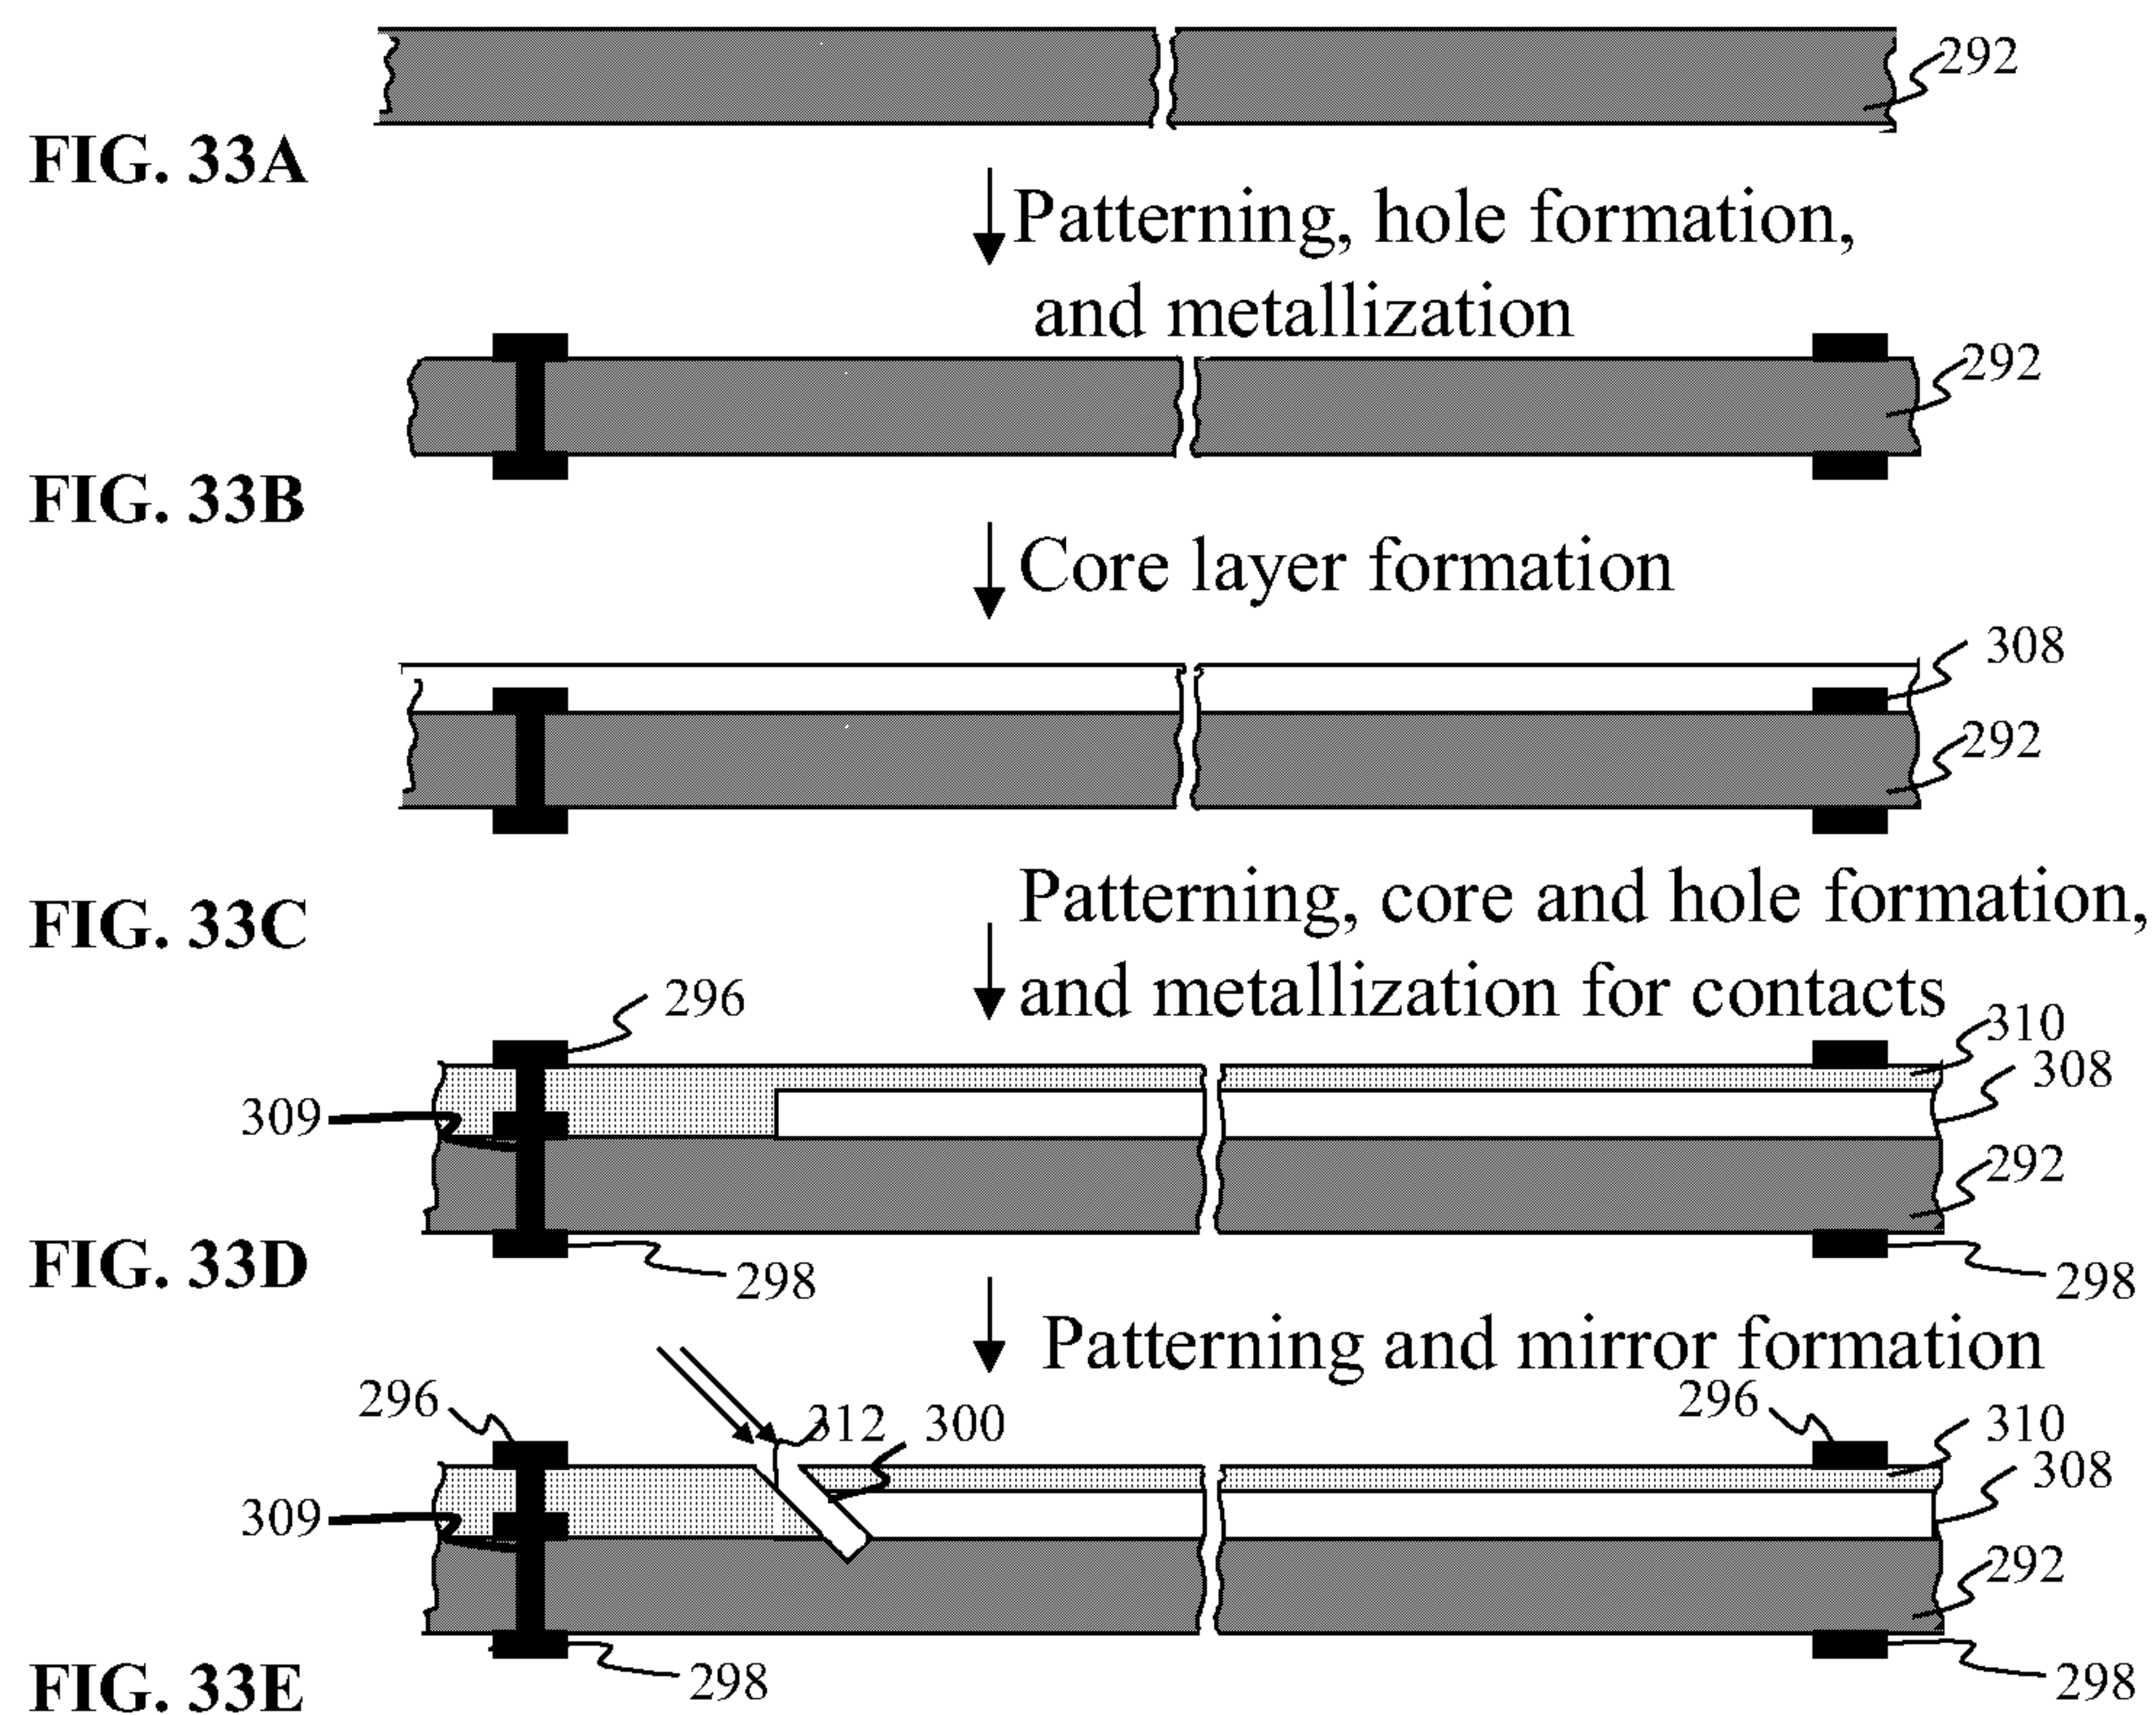 292
FIG. 33A
Patterning, hole formation,
and metallization
292
FIG. 33B
Core layer formation
308
292
FIG. 33C
Patterning, core and hole formation,
and metallization for contacts
296
310
308
309
292
FIG. 33D
298
298
Patterning and mirror formation
296
312
300
296
310
308
309
292
FIG. 33E
298
298